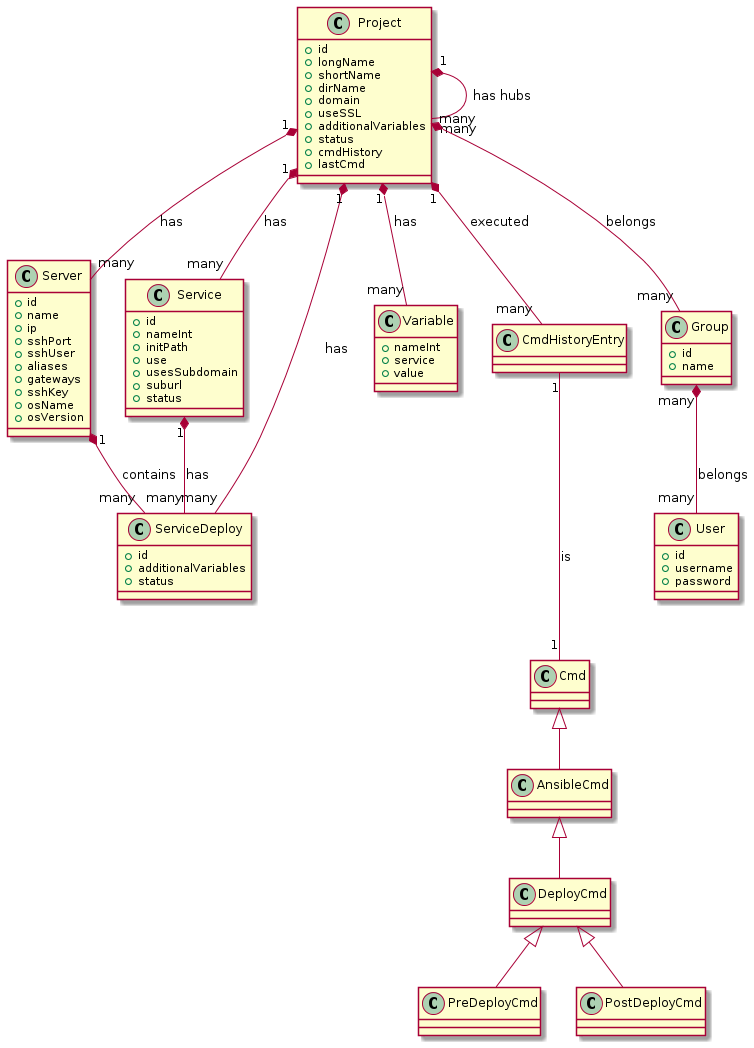 C Project
id
longName
shortName
dirName
domain
useSSL
additionalVariables
status
cmdHistory
lastCmd
1
has hubs
many
1
has
many
1
has
many
1
has
many
1
has
many
1
executed
many
many
belongs
many
C Server
id
name
ip
sshPort
sshUser
aliases
gateways
sshKey
osName
osVersion
C Service
id
nameInt
initPath
use
usesSubdomain
suburl
status
C Variable
nameInt
service
value
C CmdHistoryEntry
C Group
id
name
1
contains
many
1
has
many
many
belongs
many
C ServiceDeploy
id
additionalVariables
status
C User
id
username
password
1
is
1
C Cmd
C AnsibleCmd
C DeployCmd
C PreDeployCmd
C PostDeployCmd